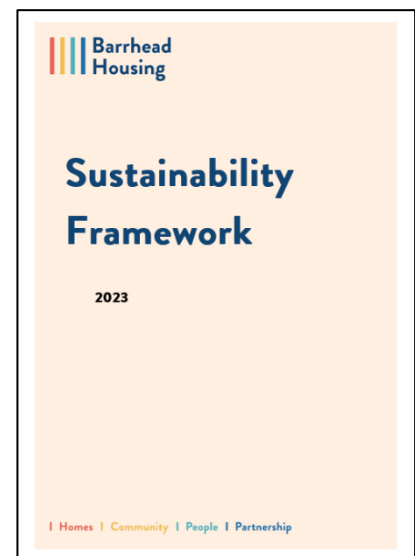 Barrhead
Housing
Sustainability
Framework
2023
I Homes I Community I People I Partnership